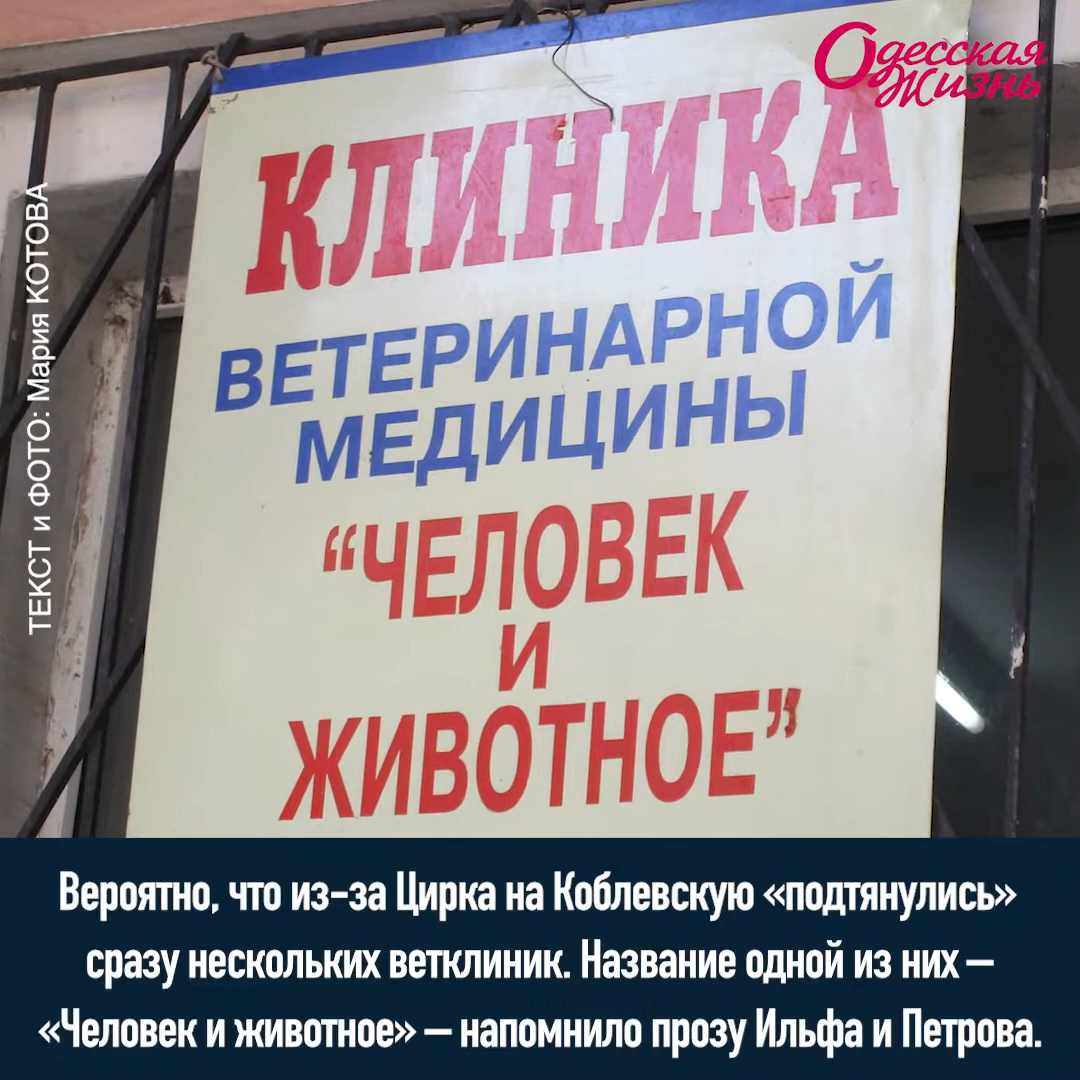 Одесская
Жизнь
КЛИНИКА
ВЕТЕРИНАРНОЙ
МЕДИЦИНЫ
“ЧЕЛОВЕК
И
ЖИВОТНОЕ”
ТЕКСТ и ФОТО: Мария КОТОВА
Вероятно, что из-за Цирка на Коблевскую «подтянулись»
сразу нескольких ветклиник. Название одной из них –
«Человек и животное» – напомнило прозу Ильфа и Петрова.